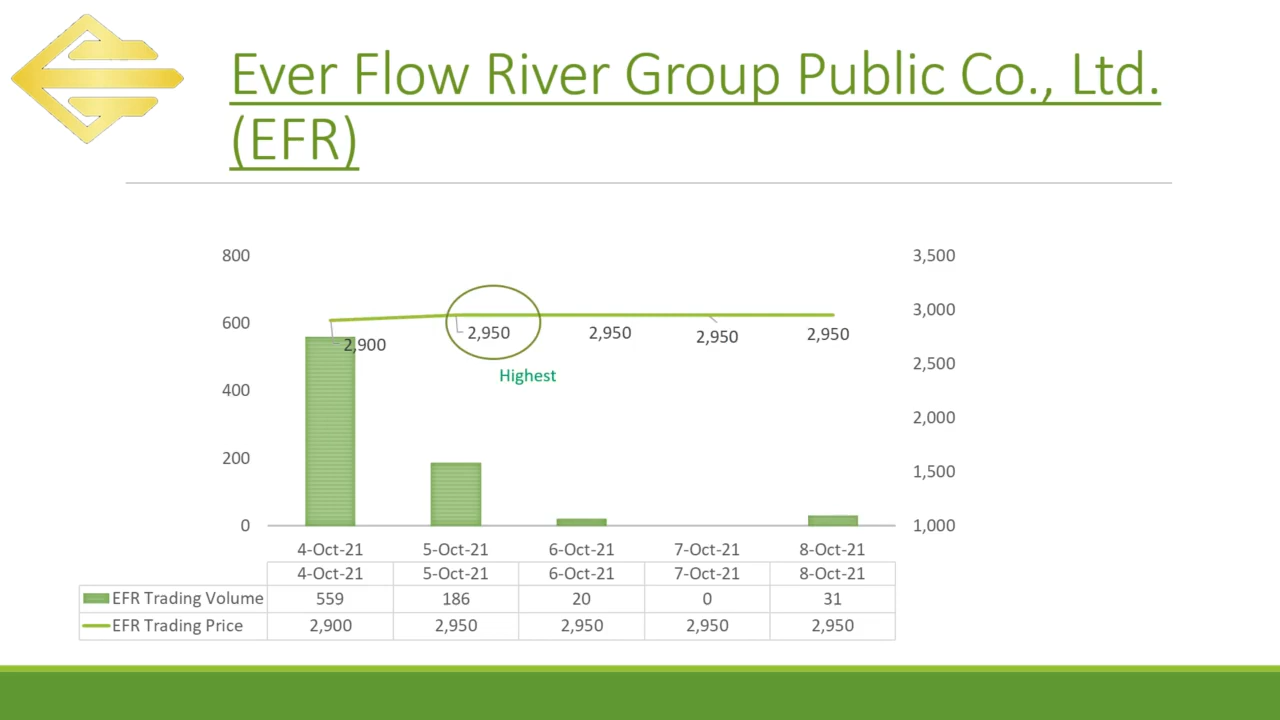 Ever Flow River Group Public Co., Ltd.
(EFR)
800
3,500
600
3,000
2,900
2,950
2,950
2,950
2,950
Highest
2,500
400
2,000
200
1,500
0
1,000
4-Oct-21 5-Oct-21 6-Oct-21 7-Oct-21 8-Oct-21
4-Oct-21 5-Oct-21 6-Oct-21 7-Oct-21 8-Oct-21
EFR Trading Volume 559 186 20 0 31
EFR Trading Price 2,900 2,950 2,950 2,950 2,950